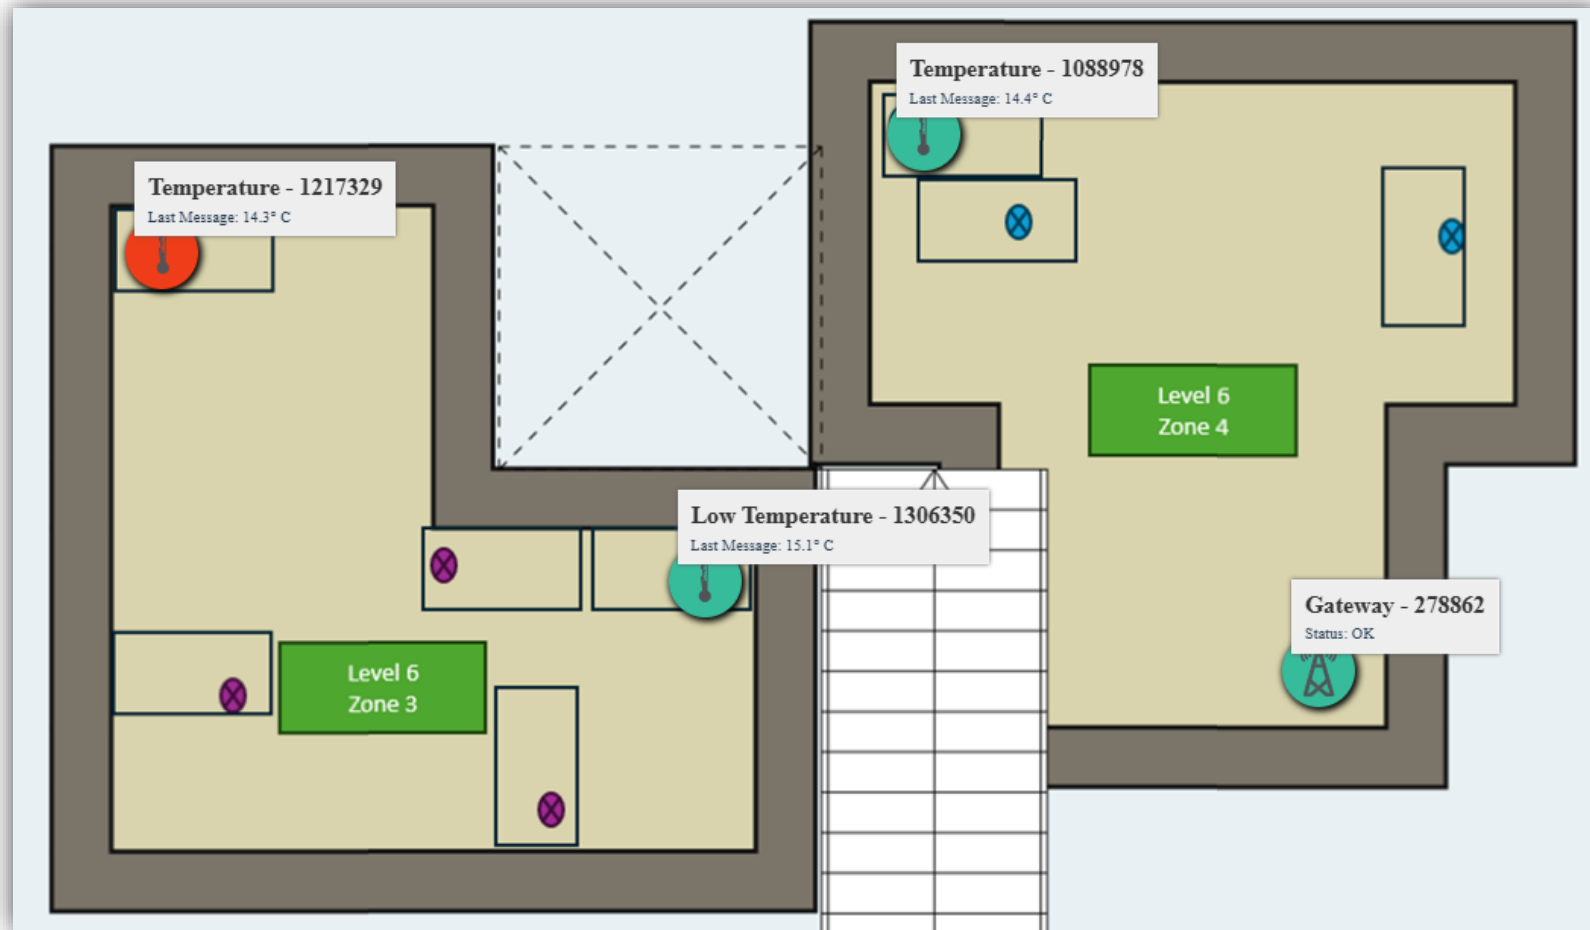 Temperature - 1088978
Last Message: 14.4° C
Temperature - 1217329
Last Message: 14.3° C
Level 6
Zone 4
Low Temperature - 1306350
Last Message: 15.1° C
Gateway - 278862
Status: OK
Level 6
Zone 3